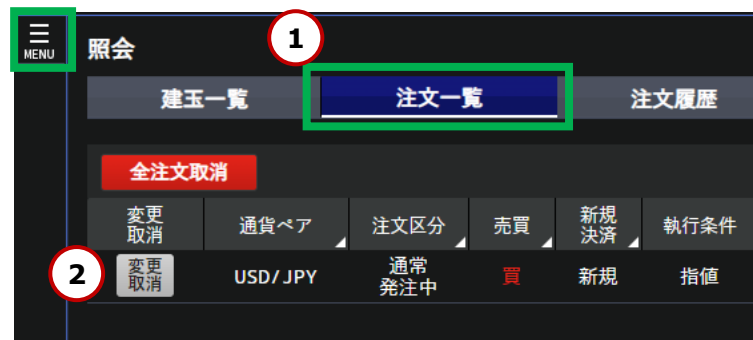 MENU
照会
1
建玉一覧 注文一覧 注文履歴
全注文取消
変更
取消
通貨ペア
注文区分
売買
新規
決済
執行条件
2
変更
取消
USD/JPY
通常
発注中
買
新規
指値